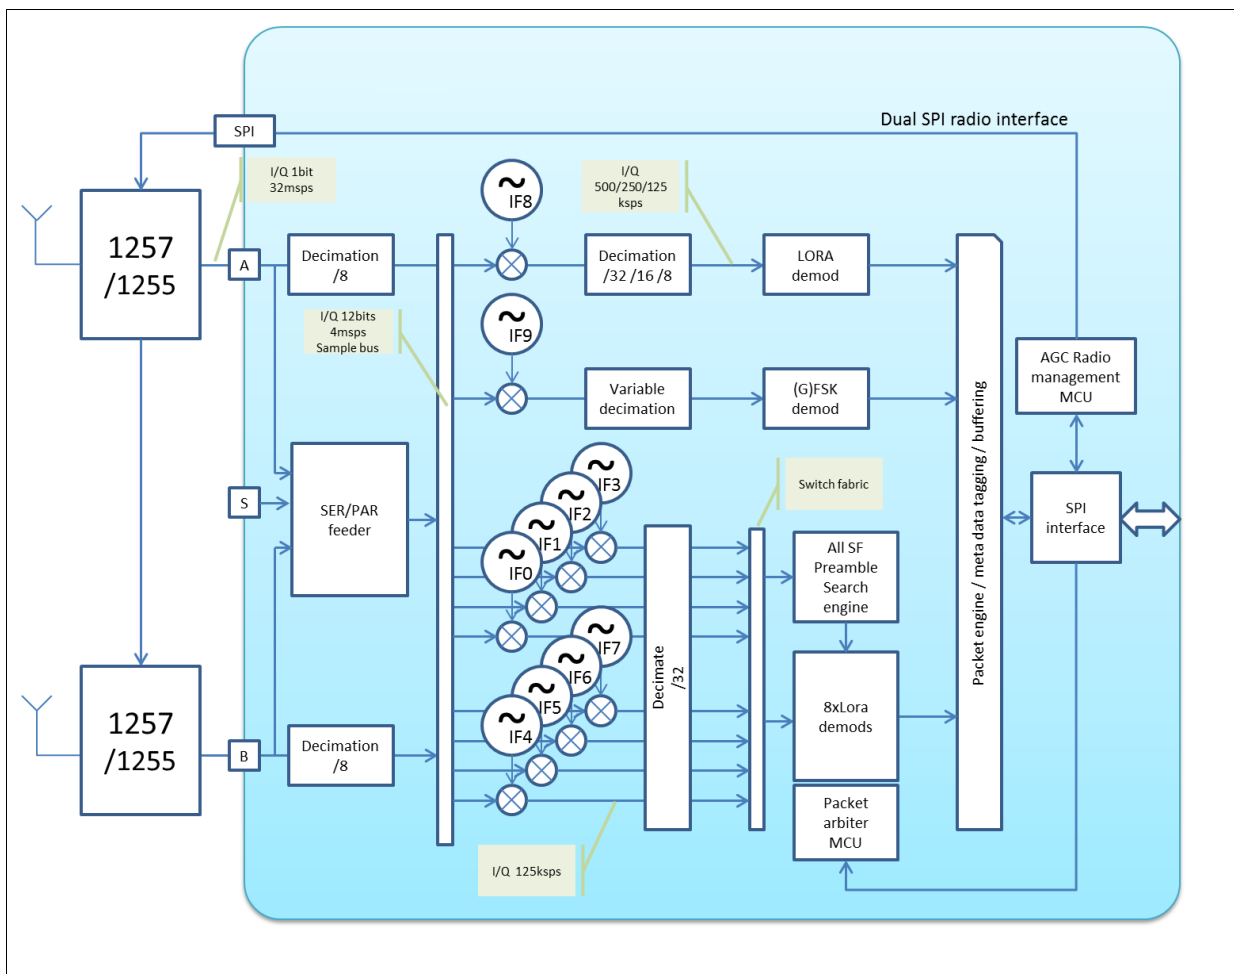 Dual SPI radio interface
SPI
I/Q 1bit
32msps
IF8
I/Q
500/250/125
ksps
1257
/1255
A
Decimation
/8
Decimation
/32 /16 /8
LORA
demod
I/Q 12bits
4msps
Sample bus
IF9
Variable
decimation
(G)FSK
demod
AGC Radio
management
MCU
Packet engine / meta data tagging / buffering
S
SER/PAR
feeder
IF3
IF2
IF1
IF0
Switch fabric
All SF
Preamble
Search
engine
SPI
interface
IF7
IF6
IF5
IF4
Decimate
/32
8xLora
demods
1257
/1255
B
Decimation
/8
Packet
arbiter
MCU
I/Q 125ksps